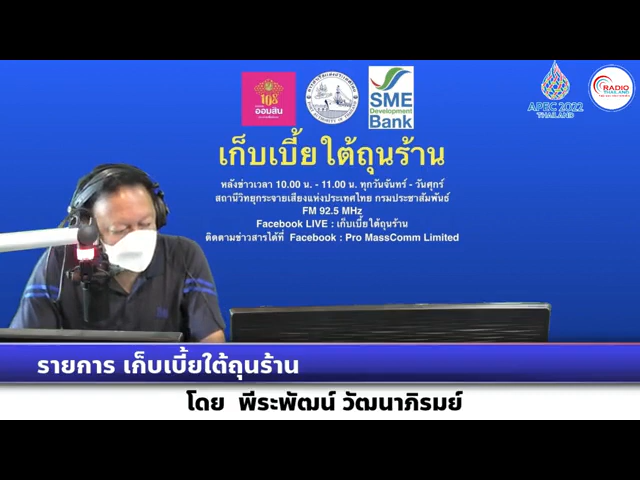 108
ออมสิน
SME
Development
Bank
APEC 2022
THAILAND
RADIO
THAILAND
เก็บเบี้ยใต้ถุนร้าน
หลังข่าวเวลา 10.00 น. - 11.00 น. ทุกวันจันทร์ - วันศุกร์
สถานีวิทยุกระจายเสียงแห่งประเทศไทย กรมประชาสัมพันธ์
FM 92.5 MHz
Facebook LIVE : เก็บเบี้ยใต้ถุนร้าน
ติดตามข่าวสารได้ที่ Facebook : Pro MassComm Limited
รายการ เก็บเบี้ยใต้ถุนร้าน
โดย พีระพัฒน์ วัฒนาภิรมย์